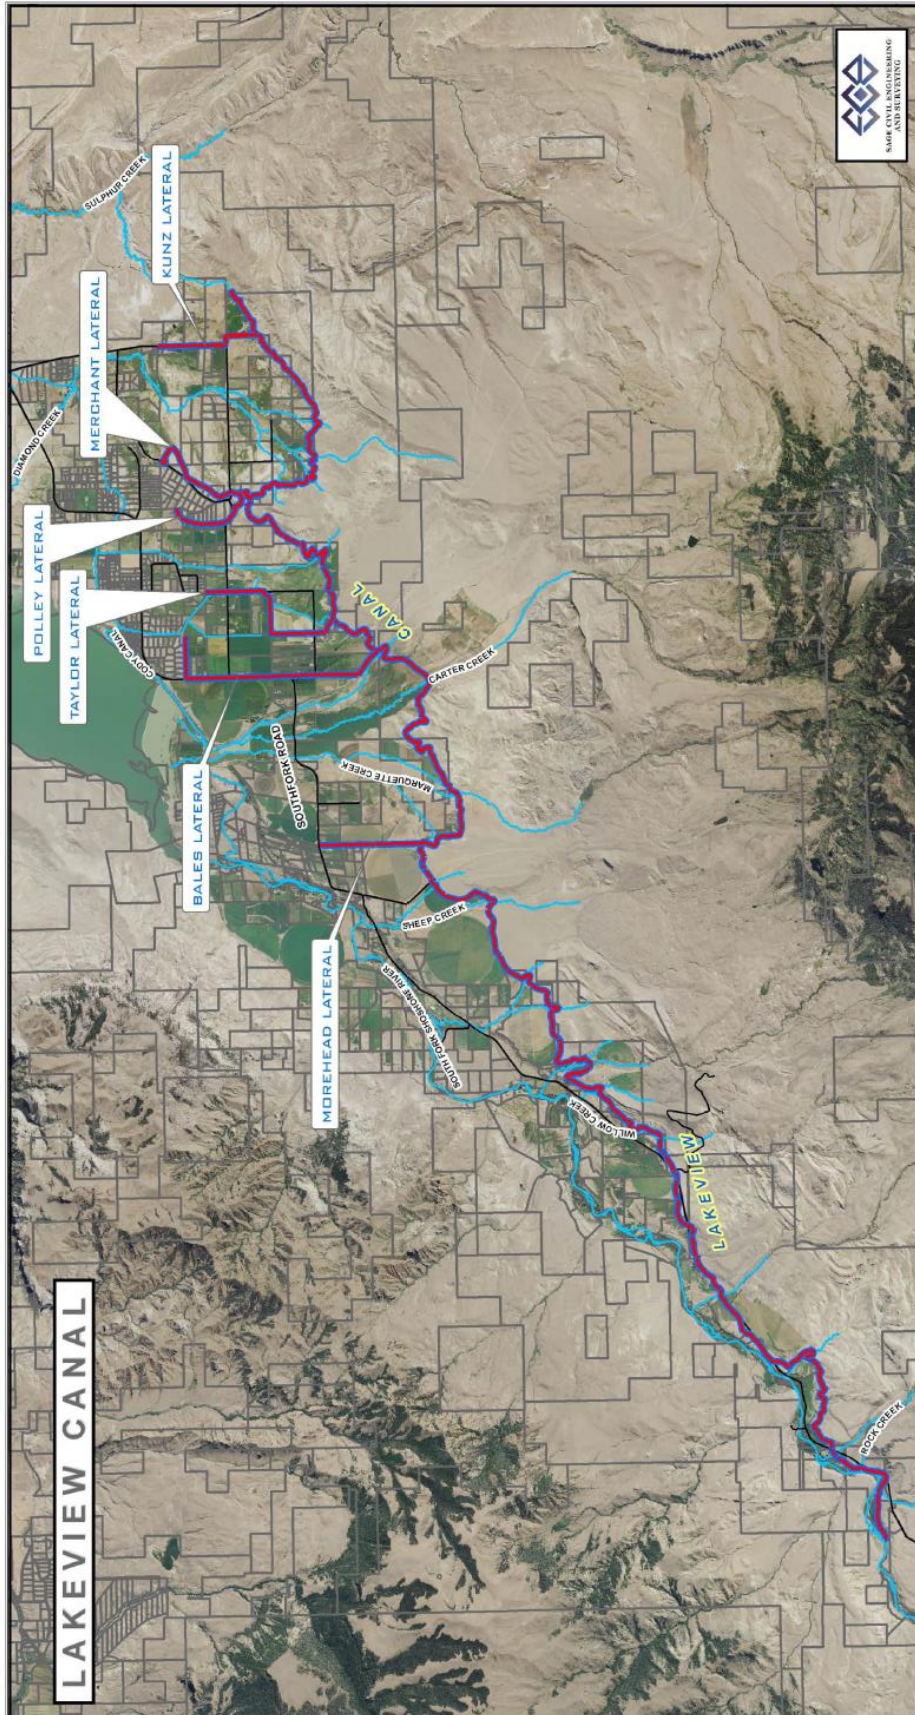 LAKEVIEW CANAL
SULPHUR CREEK
KUNZ LATERAL
MERCHANT LATERAL
DIAMOND CREEK
POLLEY LATERAL
TAYLOR LATERAL
CODY CANAL
CANAL
CARTER CREEK
BALES LATERAL
SOUTHFORK ROAD
MARQUETTE CREEK
MOREHEAD LATERAL
SHEEP CREEK
SOUTH FORK SHOSHONE RIVER
WILLOW CREEK
LAKEVIEW
ROCK CREEK
SAGE CIVIL ENGINEERING
AND SURVEYING